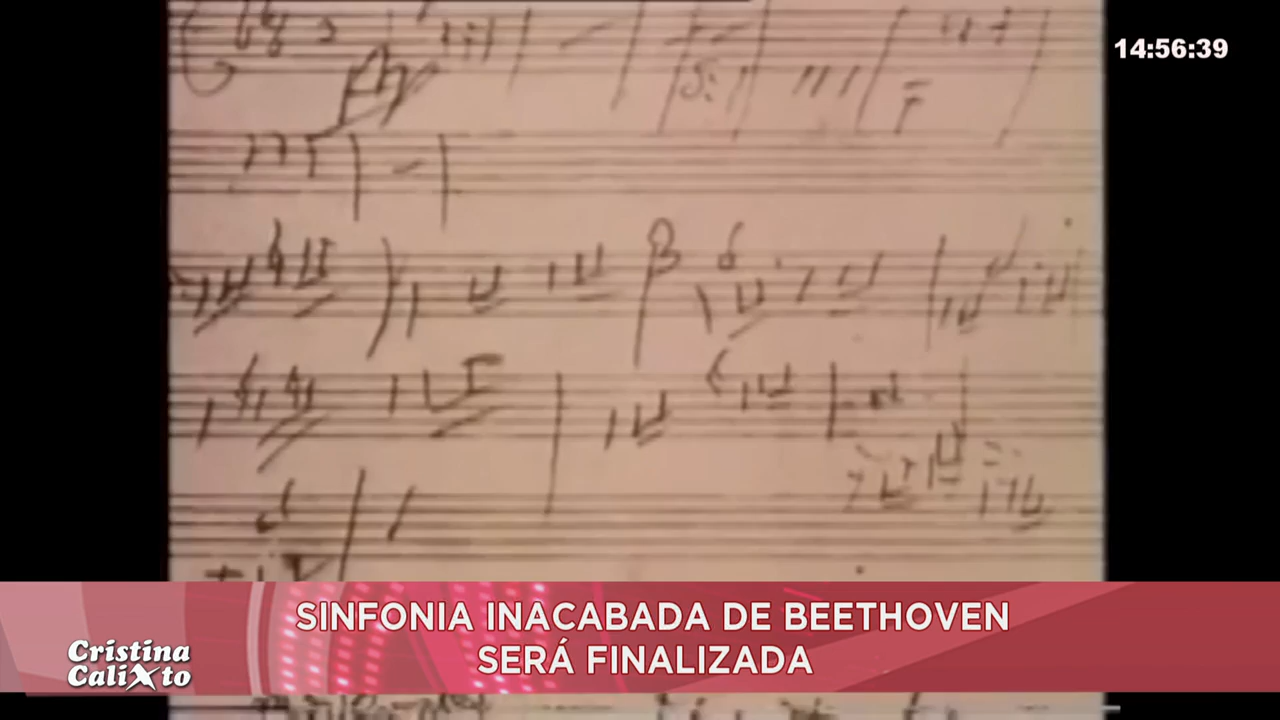 14:56:39
SINFONIA INACABADA DE BEETHOVEN
SERÁ FINALIZADA
Cristina
Calixto